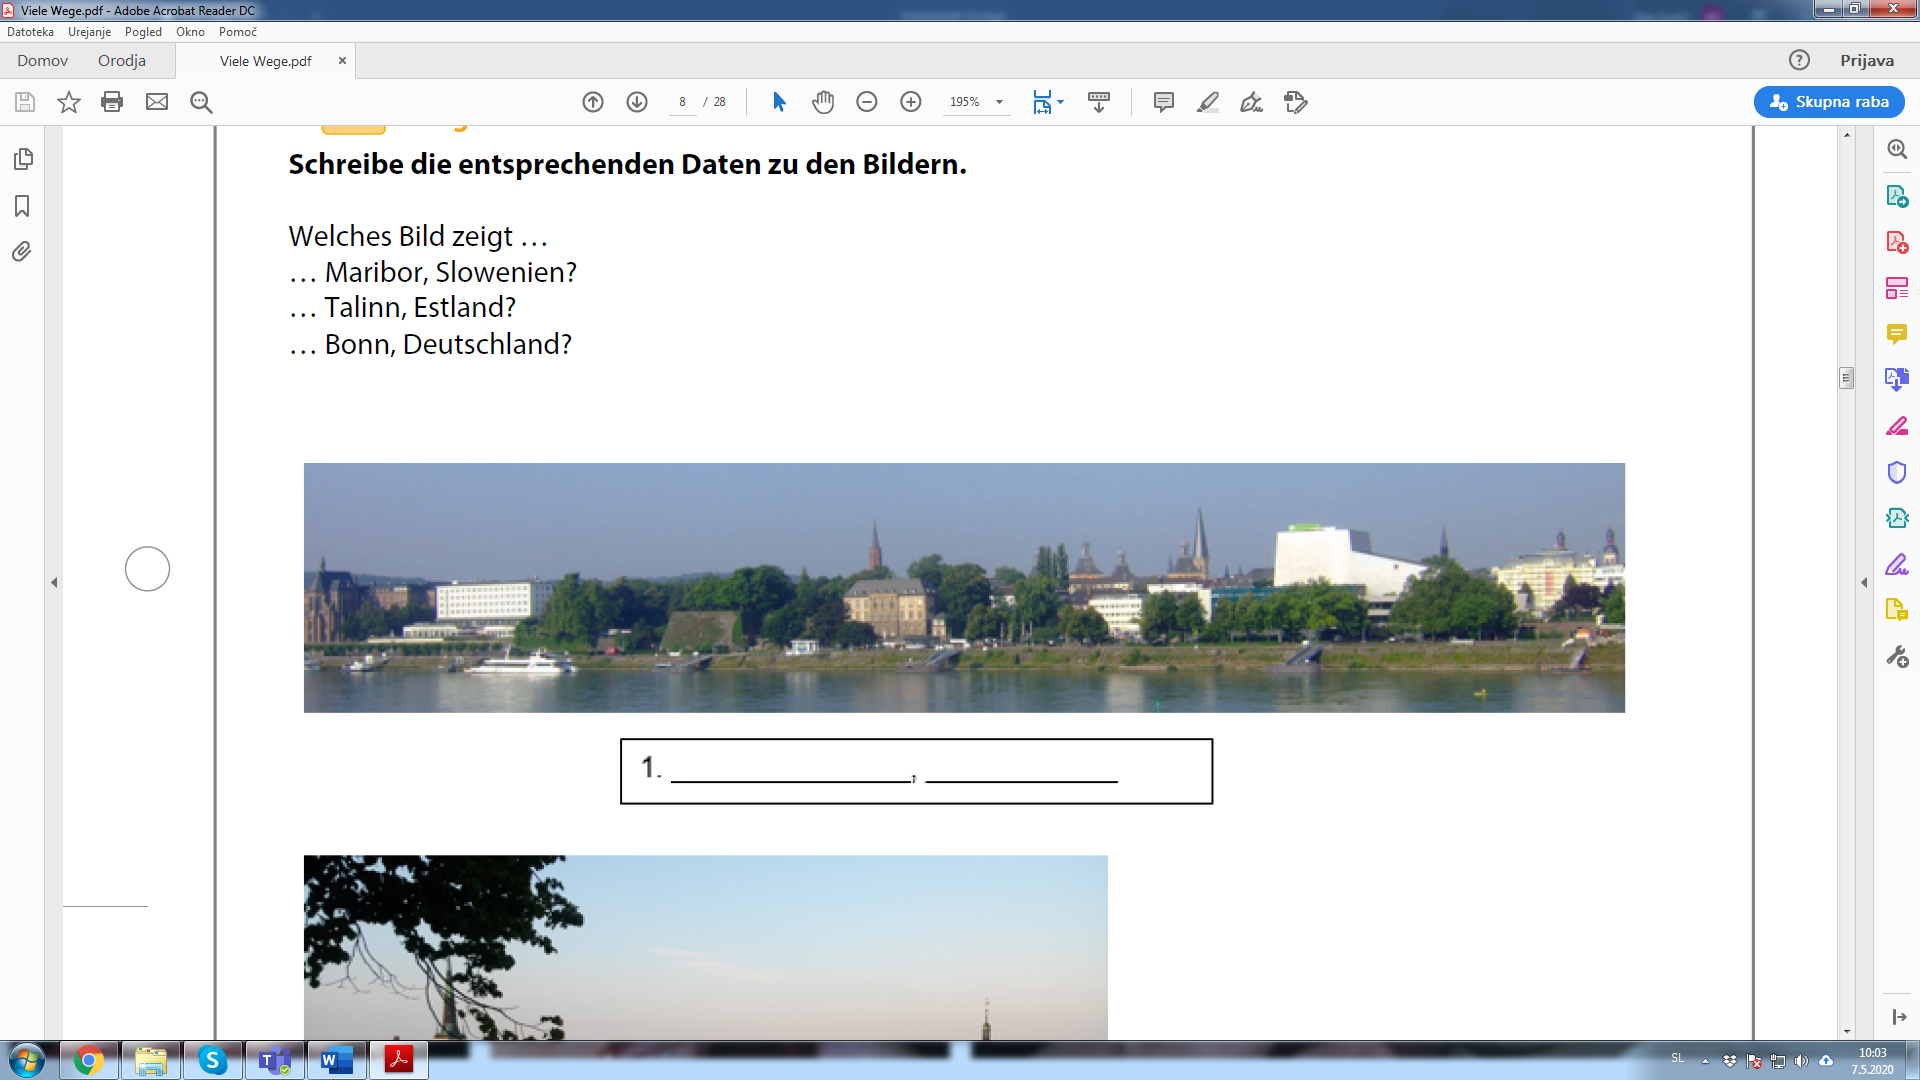 Viele Wege.pdf - Adobe Acrobat Reader DC
Datoteka Urejanje Pogled Okno Pomoč
Domov Orodja Viele Wege.pdf Prijava
8 / 28 195% Skupna raba
Schreibe die entsprechenden Daten zu den Bildern.
Welches Bild zeigt …
… Maribor, Slowenien?
… Talinn, Estland?
… Bonn, Deutschland?
1. ________________, _____________
SL 10:03
7.5.2020